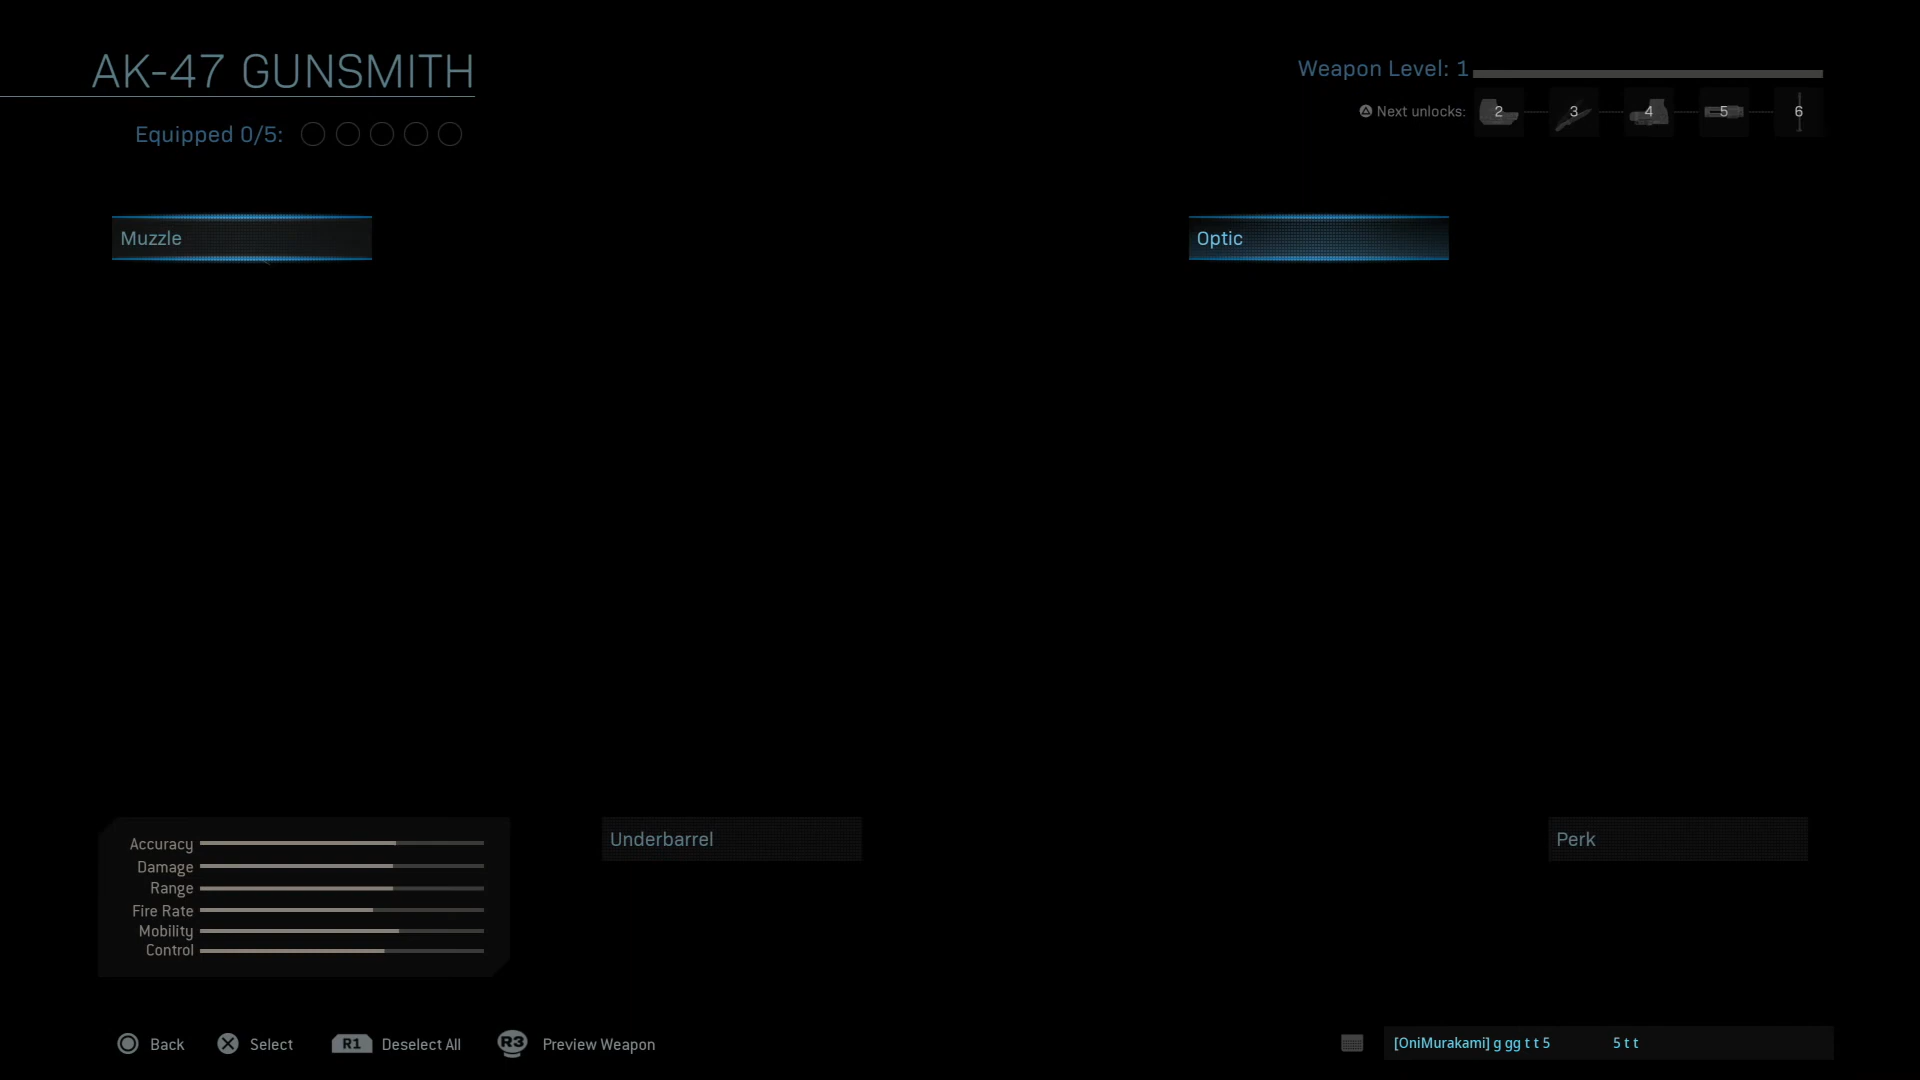 AK-47 GUNSMITH
Weapon Level: 1
Next unlocks: 2 3 4 5 6
Equipped 0/5:
Muzzle
Optic
Underbarrel
Perk
Accuracy
Damage
Range
Fire Rate
Mobility
Control
Back
Select
R1 Deselect All
R3 Preview Weapon
[OniMurakami] g gg t t 5 5 t t